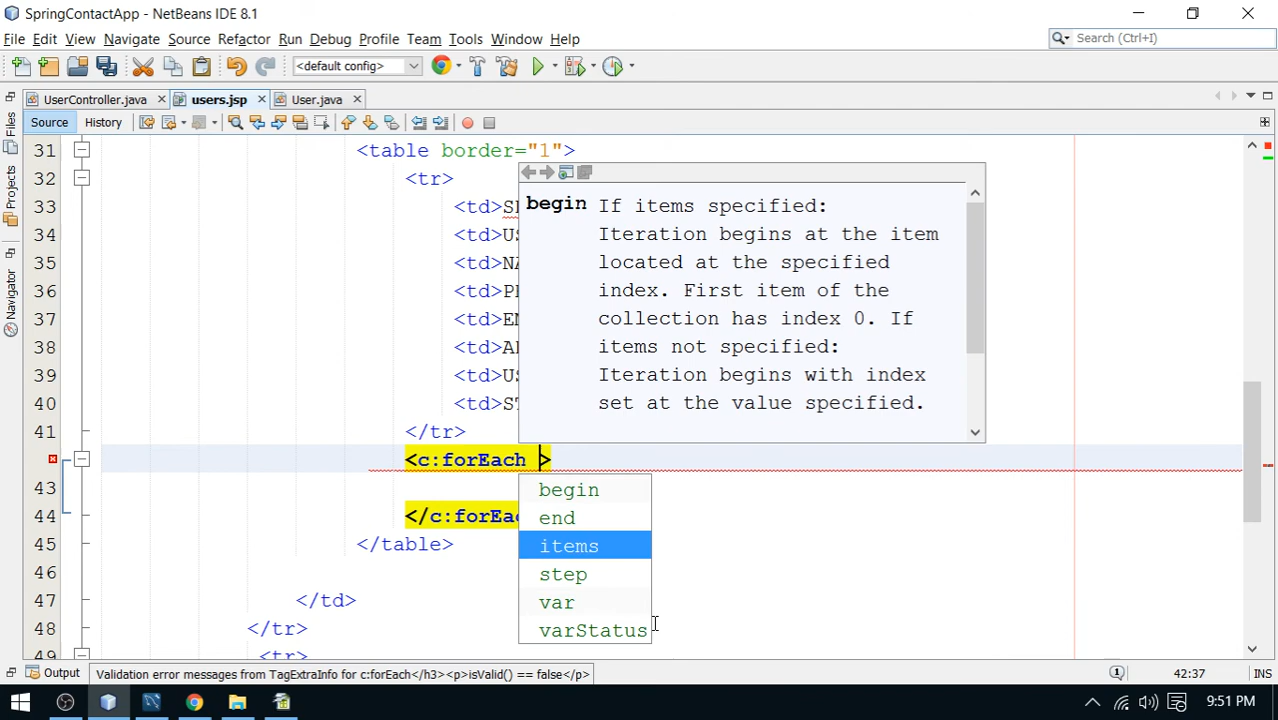 SpringContactApp - NetBeans IDE 8.1
File Edit View Navigate Source Refactor Run Debug Profile Team Tools Window Help
Search (Ctrl+I)
<default config>
UserController.java users.jsp User.java
Source History
Files
Projects
Navigator
31 <table border="1">
32 <tr>
33 <td>
34 <td>
35 <td>
36 <td>
37 <td>
38 <td>
39 <td>
40 <td>
41 </tr>
<c:forEach >
43
44 </c:forEac
45 </table>
46
47 </td>
48 </tr>
<tr>
begin If items specified:
Iteration begins at the item
located at the specified
index. First item of the
collection has index 0. If
items not specified:
Iteration begins with index
set at the value specified.
begin
end
items
step
var
varStatus
Output
Validation error messages from TagExtraInfo for c:forEach</h3><p>isValid() == false</p>
1
42:37
INS
9:51 PM